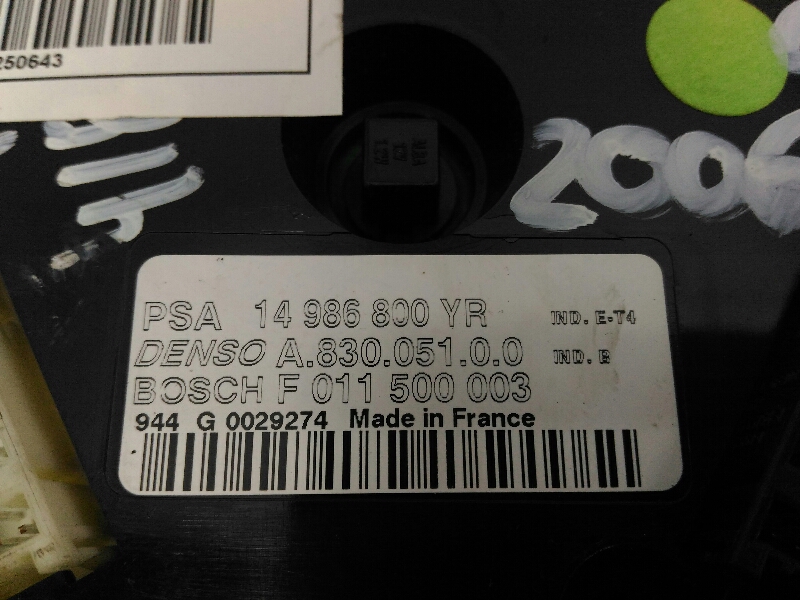 250643
2006
PSA 14 986 800 YR IND. E-T4
DENSO A.830.051.0.0 IND. B
BOSCH F 011 500 003
944 G 0029274 Made in France